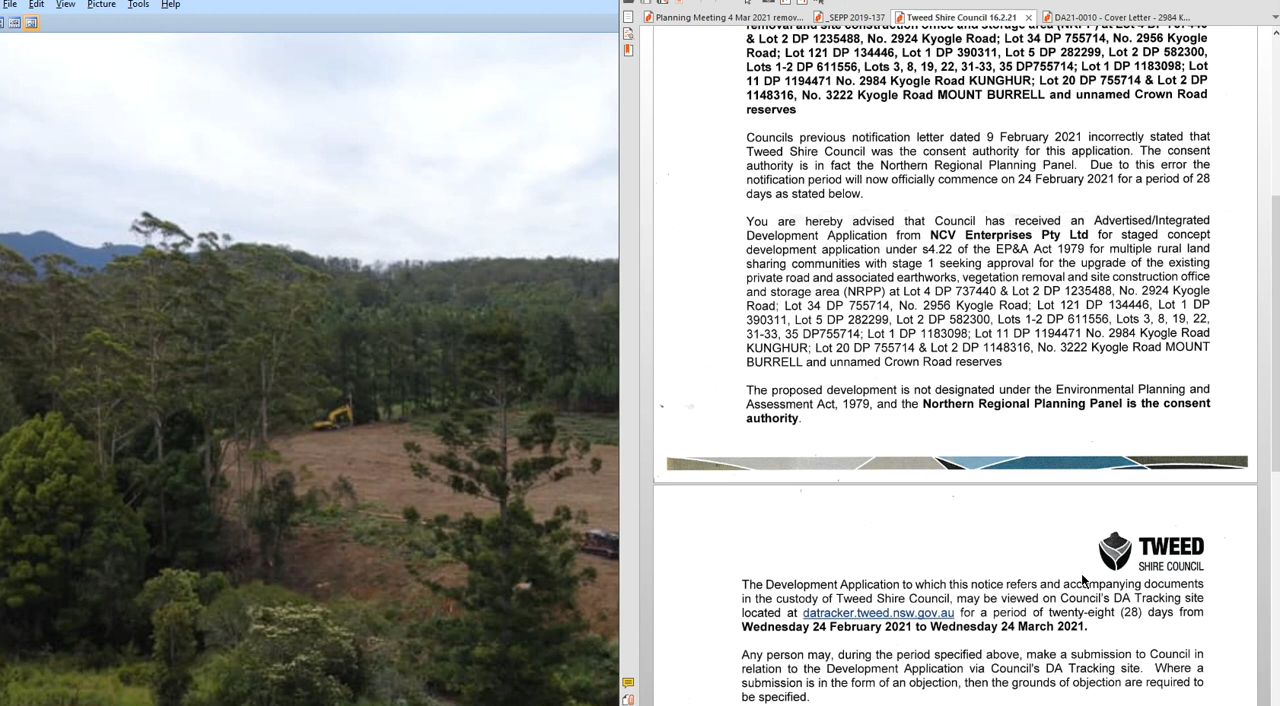 File Edit View Picture Tools Help
Planning Meeting 4 Mar 2021 remov...
_SEPP 2019-137
Tweed Shire Council 16.2.21
DA21-0010 - Cover Letter - 2984 K...
& Lot 2 DP 1235488, No. 2924 Kyogle Road; Lot 34 DP 755714, No. 2956 Kyogle
Road; Lot 121 DP 134446, Lot 1 DP 390311, Lot 5 DP 282299, Lot 2 DP 582300,
Lots 1-2 DP 611556, Lots 3, 8, 19, 22, 31-33, 35 DP755714; Lot 1 DP 1183098; Lot
11 DP 1194471 No. 2984 Kyogle Road KUNGHUR; Lot 20 DP 755714 & Lot 2 DP
1148316, No. 3222 Kyogle Road MOUNT BURRELL and unnamed Crown Road
reserves
Councils previous notification letter dated 9 February 2021 incorrectly stated that
Tweed Shire Council was the consent authority for this application. The consent
authority is in fact the Northern Regional Planning Panel. Due to this error the
notification period will now officially commence on 24 February 2021 for a period of 28
days as stated below.
You are hereby advised that Council has received an Advertised/Integrated
Development Application from NCV Enterprises Pty Ltd for staged concept
development application under s4.22 of the EP&A Act 1979 for multiple rural land
sharing communities with stage 1 seeking approval for the upgrade of the existing
private road and associated earthworks, vegetation removal and site construction office
and storage area (NRPP) at Lot 4 DP 737440 & Lot 2 DP 1235488, No. 2924 Kyogle
Road; Lot 34 DP 755714, No. 2956 Kyogle Road; Lot 121 DP 134446, Lot 1 DP
390311, Lot 5 DP 282299, Lot 2 DP 582300, Lots 1-2 DP 611556, Lots 3, 8, 19, 22,
31-33, 35 DP755714; Lot 1 DP 1183098; Lot 11 DP 1194471 No. 2984 Kyogle Road
KUNGHUR; Lot 20 DP 755714 & Lot 2 DP 1148316, No. 3222 Kyogle Road MOUNT
BURRELL and unnamed Crown Road reserves
The proposed development is not designated under the Environmental Planning and
Assessment Act, 1979, and the Northern Regional Planning Panel is the consent
authority.
TWEED
SHIRE COUNCIL
The Development Application to which this notice refers and accompanying documents
in the custody of Tweed Shire Council, may be viewed on Council's DA Tracking site
located at datracker.tweed.nsw.gov.au for a period of twenty-eight (28) days from
Wednesday 24 February 2021 to Wednesday 24 March 2021.
Any person may, during the period specified above, make a submission to Council in
relation to the Development Application via Council's DA Tracking site. Where a
submission is in the form of an objection, then the grounds of objection are required to
be specified.